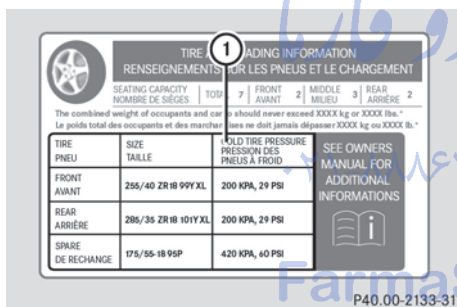 TIRE A ADING INFORMATION
RENSEIGNEMENTS SUR LES PNEUS ET LE CHARGEMENT
1
SEATING CAPACITY
NOMBRE DE SIÈGES
TOTAL 7
FRONT
AVANT 2
MIDDLE
MILIEU 3
REAR
ARRIÈRE 2
The combined weight of occupants and car o should never exceed XXXX kg or XXXX lbs.*
Le poids total des occupants et des marchan ises ne doit jamais dépasser XXXX kg ou XXXX lb.*
TIRE
PNEU
SIZE
TAILLE
COLD TIRE PRESSURE
PRESSION DES
PNEUS À FROID
SEE OWNERS
MANUAL FOR
ADDITIONAL
INFORMATIONS
FRONT
AVANT
255/40 ZR18 99Y XL
200 KPA, 29 PSI
REAR
ARRIÈRE
285/35 ZR18 101Y XL
200 KPA, 29 PSI
SPARE
DE RECHANGE
175/55-18 95P
420 KPA, 60 PSI
i
P40.00-2133-31